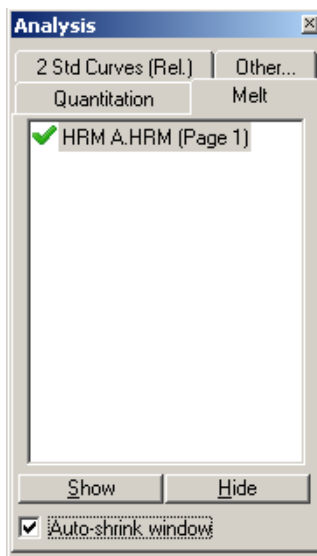 Analysis
2 Std Curves (Rel.) Other...
Quantitation Melt
HRM A.HRM (Page 1)
Show Hide
Auto-shrink window